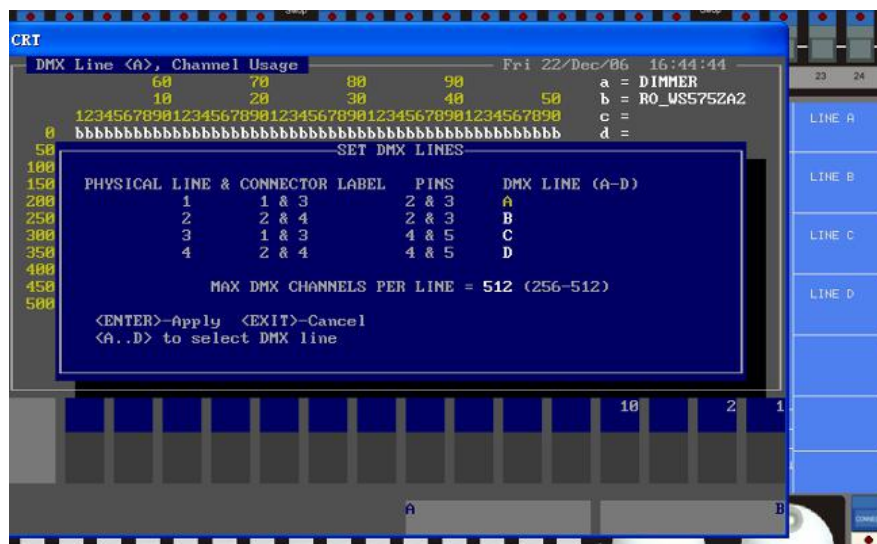 CRT
DMX Line <A>, Channel Usage
Fri 22/Dec/06 16:44:44
60 70 80 90
10 20 30 40 50
12345678901234567890123456789012345678901234567890
0 bbbbbbbbbbbbbbbbbbbbbbbbbbbbbbbbbbbbbbbbbbbbbbbbbb
a = DIMMER
b = RO_WS575ZA2
c =
d =
50
100
150
200
250
300
350
400
450
500
SET DMX LINES
PHYSICAL LINE & CONNECTOR LABEL PINS DMX LINE (A-D)
1 1 & 3 2 & 3 A
2 2 & 4 2 & 3 B
3 1 & 3 4 & 5 C
4 2 & 4 4 & 5 D
MAX DMX CHANNELS PER LINE = 512 (256-512)
<ENTER>-Apply <EXIT>-Cancel
<A..D> to select DMX line
10 2 1
A B
23 24
LINE A
LINE B
LINE C
LINE D